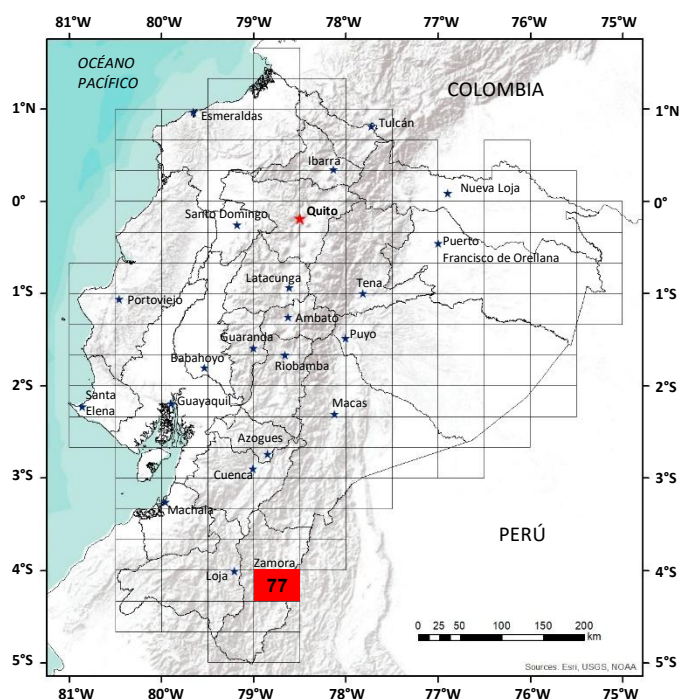 81°W 80°W 79°W 78°W 77°W 76°W 75°W
OCÉANO
PACÍFICO
COLOMBIA
1°N 1°N
Esmeraldas
Tulcán
Ibarra
Nueva Loja
0° 0°
Santo Domingo
Quito
Puerto
Francisco de Orellana
Latacunga
Tena
1°S 1°S
Portoviejo
Ambato
Guaranda
Puyo
Babahoyo
Riobamba
2°S 2°S
Santa
Elena
Guayaquil
Macas
Azogues
3°S 3°S
Cuenca
Machala
PERÚ
Zamora
4°S 4°S
Loja
77
0 25 50 100 150 200
km
5°S 5°S
Sources: Esri, USGS, NOAA
81°W 80°W 79°W 78°W 77°W 76°W 75°W